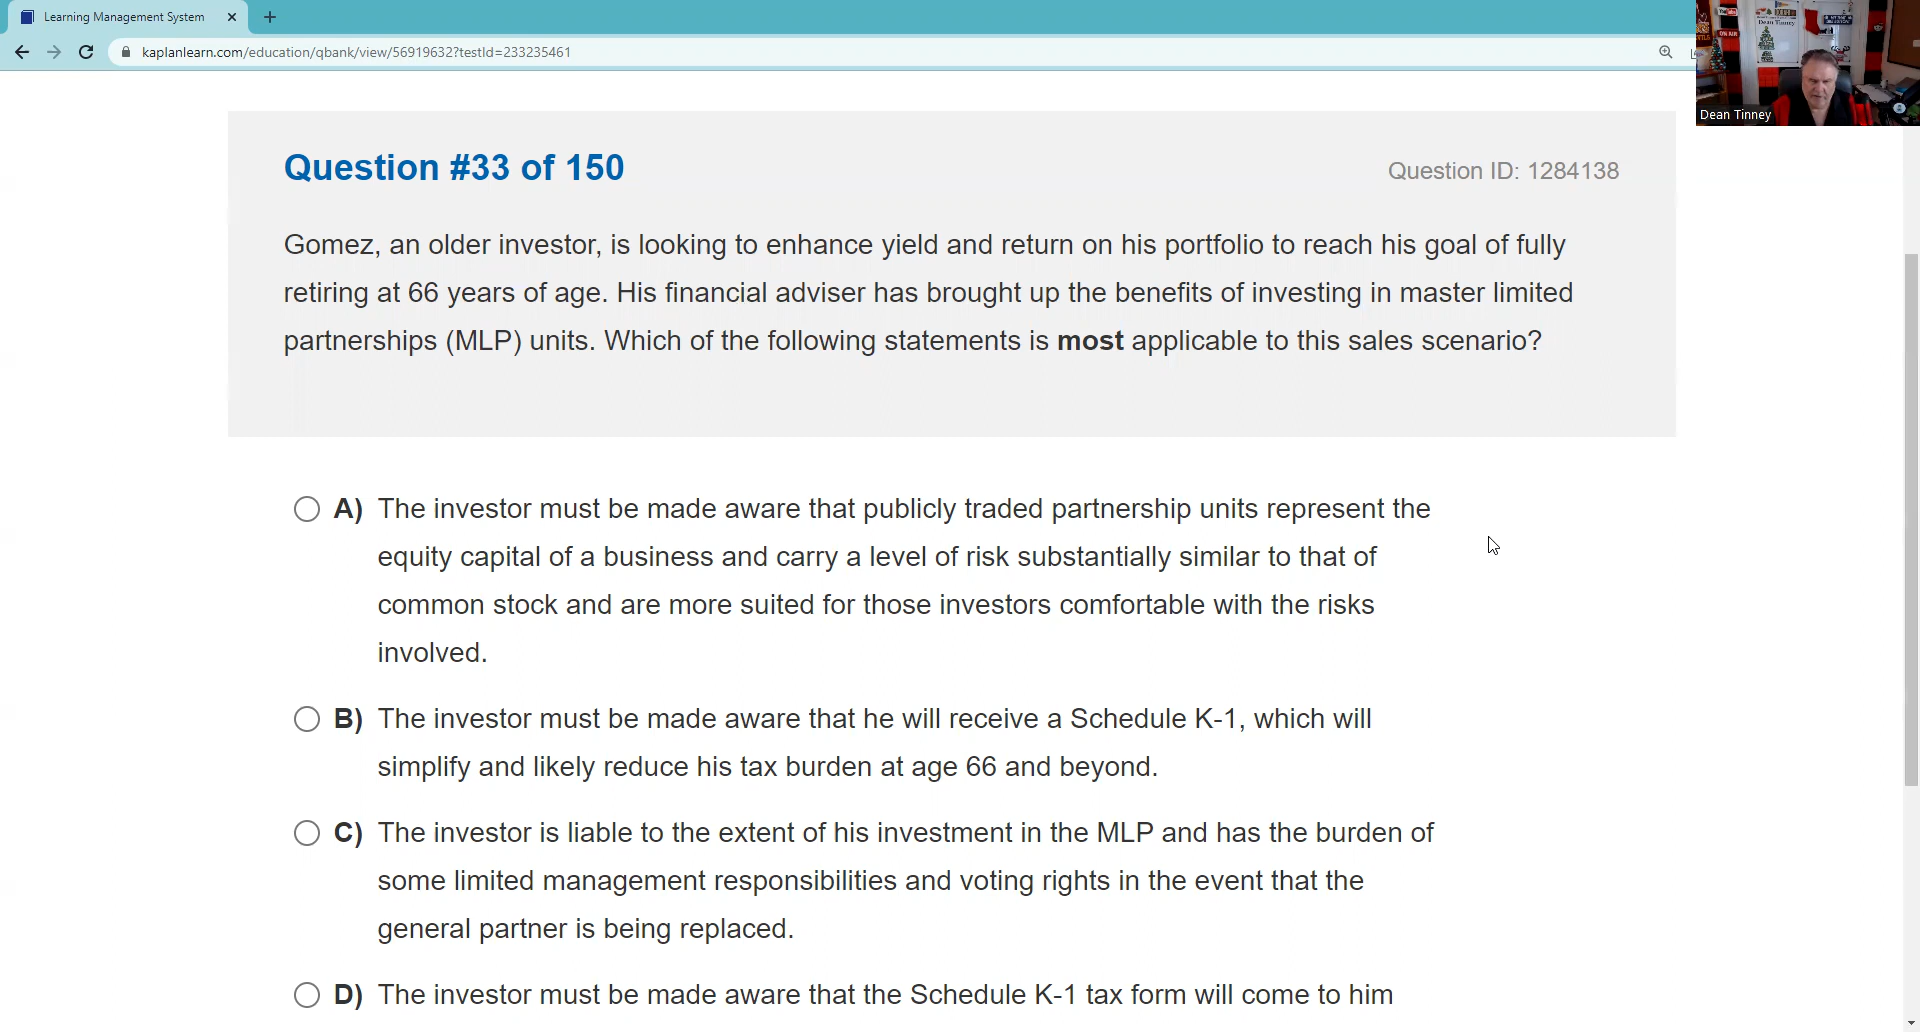 Learning Management System
kaplanlearn.com/education/qbank/view/56919632?testId=233235461
ON AIR
Dean Tinney
Question #33 of 150
Question ID: 1284138
Gomez, an older investor, is looking to enhance yield and return on his portfolio to reach his goal of fully
retiring at 66 years of age. His financial adviser has brought up the benefits of investing in master limited
partnerships (MLP) units. Which of the following statements is most applicable to this sales scenario?
A) The investor must be made aware that publicly traded partnership units represent the
equity capital of a business and carry a level of risk substantially similar to that of
common stock and are more suited for those investors comfortable with the risks
involved.
B) The investor must be made aware that he will receive a Schedule K-1, which will
simplify and likely reduce his tax burden at age 66 and beyond.
C) The investor is liable to the extent of his investment in the MLP and has the burden of
some limited management responsibilities and voting rights in the event that the
general partner is being replaced.
D) The investor must be made aware that the Schedule K-1 tax form will come to him